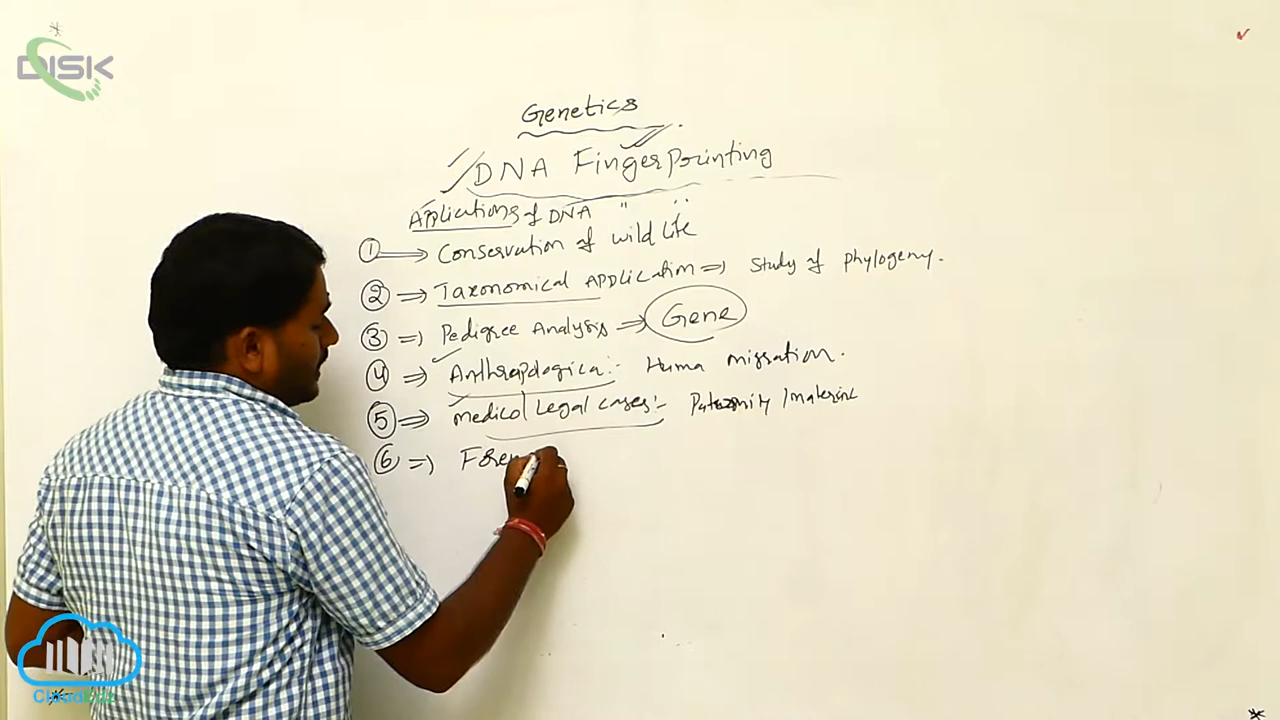 DISK
Genetics
DNA Fingerprinting
Applications of DNA " "
① → Conservation of wild life
② ⇒ Taxonomical Application ⇒ Study of phylogeny.
③ ⇒ Pedigree Analysis ⇒ Gene
④ ⇒ Anthropological :- Human migration.
⑤ ⇒ medico legal cases :- Paternity /
⑥ ⇒
CloudEdz